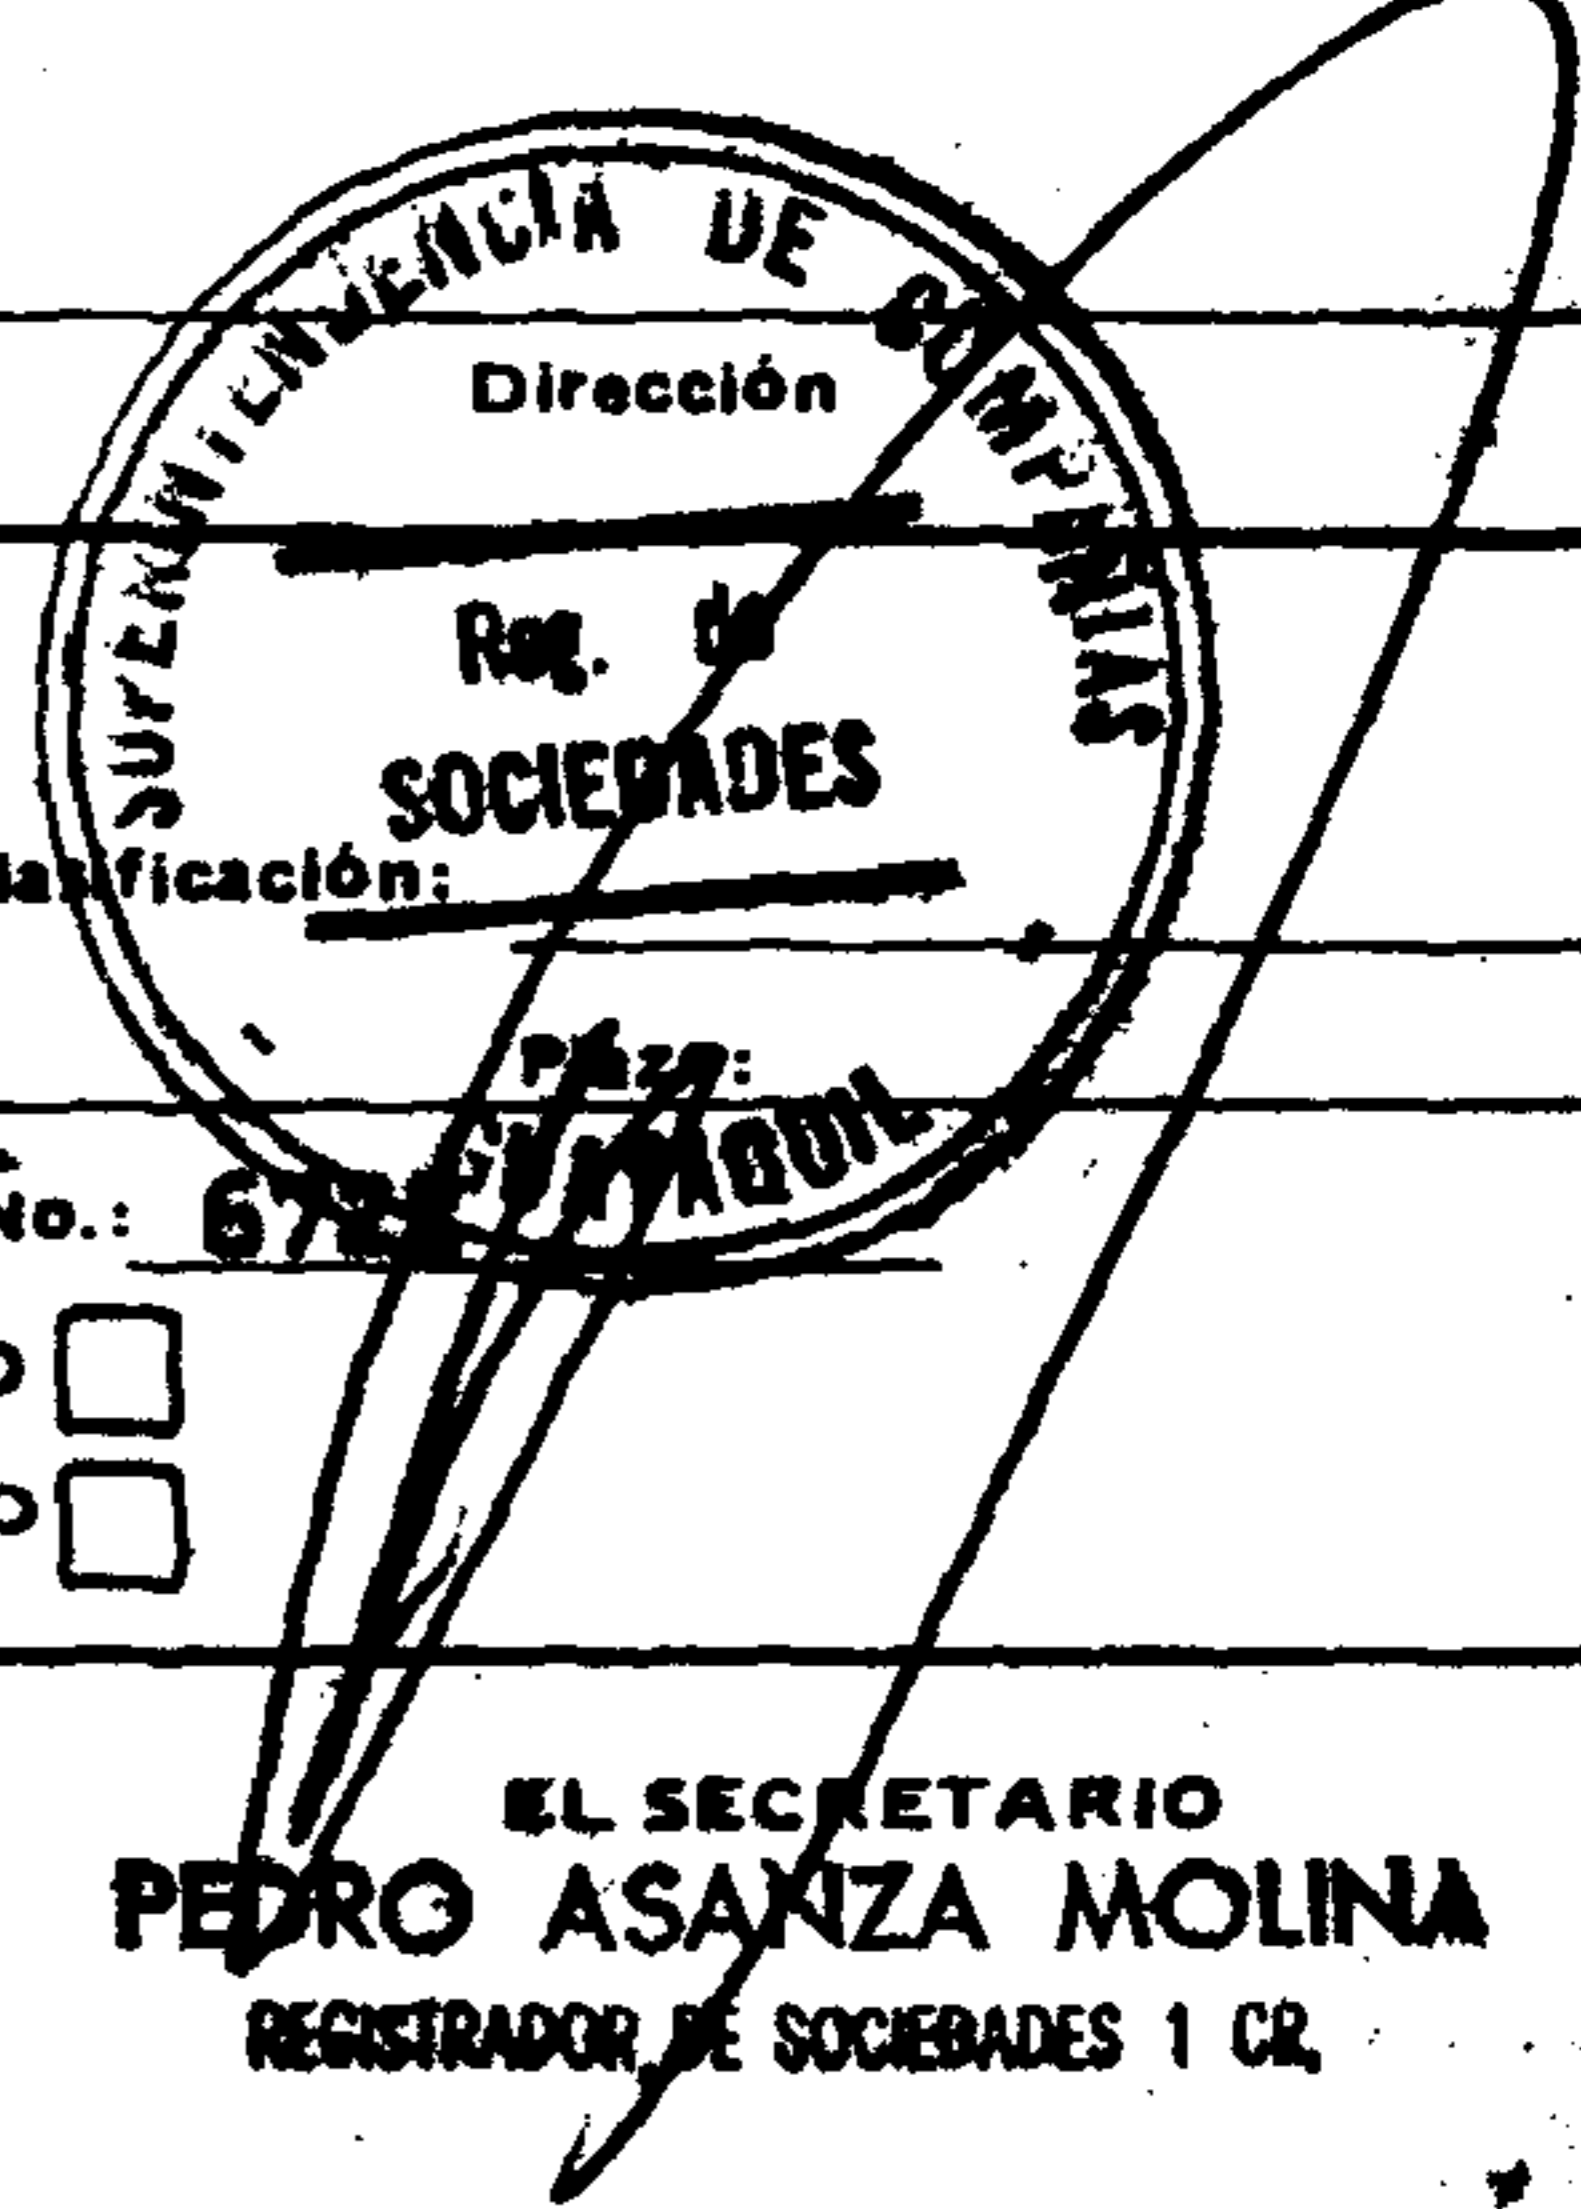 SUPERINTENDENCIA DE COMPAÑIAS
Dirección
Reg. de
SOCIEDADES
ficación:
Plazo:
GUAYAQUIL
No.:
EL SECRETARIO
PEDRO ASANZA MOLINA
REGISTRADOR DE SOCIEDADES 1 CR.